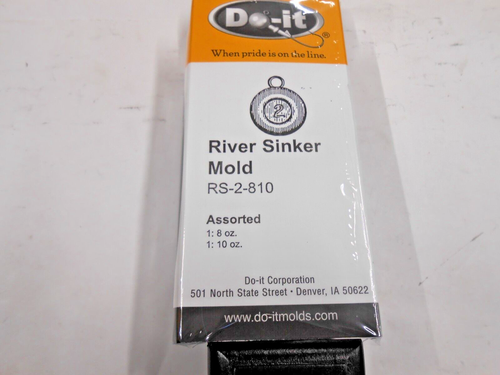 Do-it
®
When pride is on the line.
2
River Sinker
Mold
RS-2-810
Assorted
1: 8 oz.
1: 10 oz.
Do-it Corporation
501 North State Street • Denver, IA 50622
www.do-itmolds.com